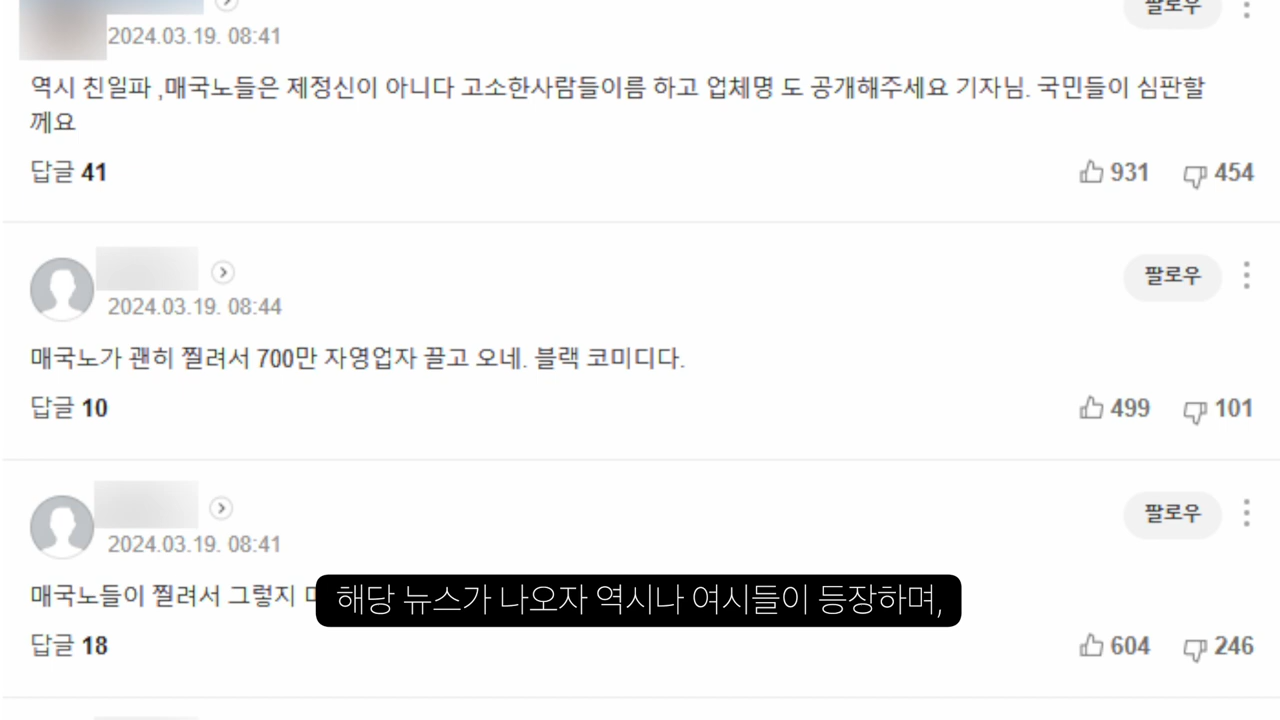 팔로우
2024.03.19. 08:41
역시 친일파 ,매국노들은 제정신이 아니다 고소한사람들이름 하고 업체명 도 공개해주세요 기자님. 국민들이 심판할
께요
답글 41
931 454
팔로우
2024.03.19. 08:44
매국노가 괜히 찔려서 700만 자영업자 끌고 오네. 블랙 코미디다.
답글 10
499 101
팔로우
2024.03.19. 08:41
매국노들이 찔려서 그렇지
해당 뉴스가 나오자 역시나 여시들이 등장하며,
답글 18
604 246